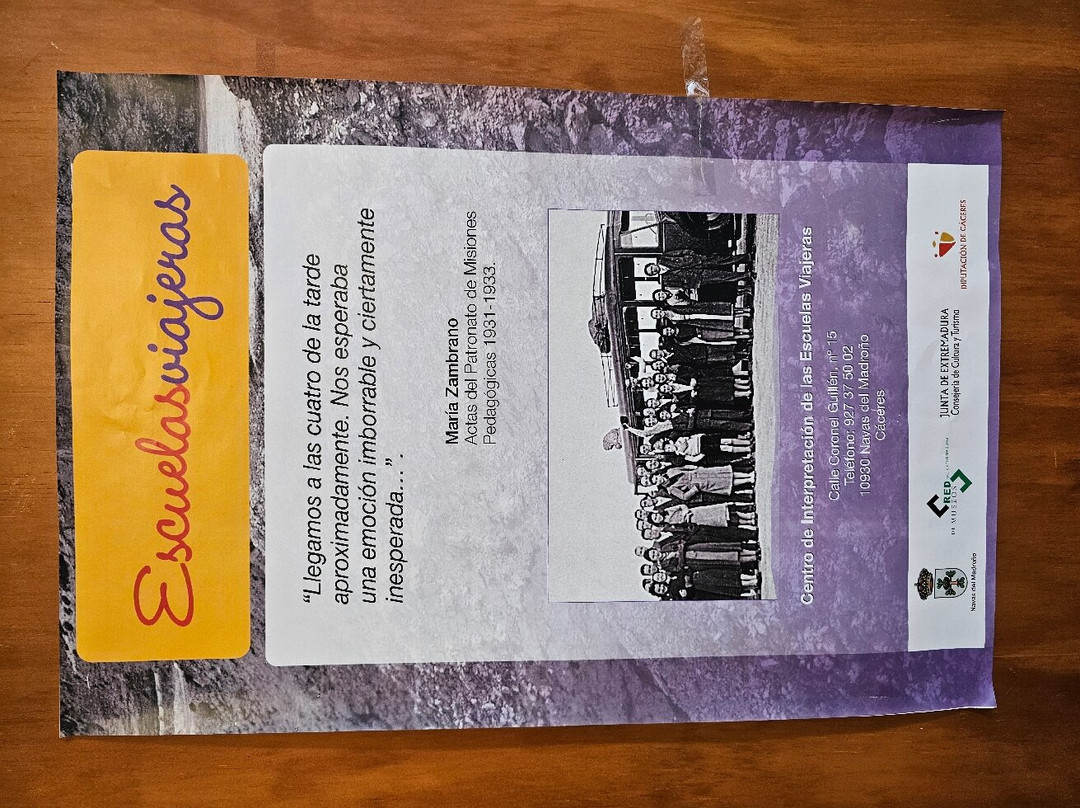 Escuelasviajeras
“Llegamos a las cuatro de la tarde
aproximadamente. Nos esperaba
una emoción imborrable y ciertamente
inesperada....”
María Zambrano
Actas del Patronato de Misiones
Pedagógicas 1931-1933.
Centro de Interpretación de las Escuelas Viajeras
Calle Coronel Guillén, nº 15
Teléfono: 927 37 50 02
10930 Navas del Madroño
Cáceres
Navas del Madroño
RED
DE MUSEOS
JUNTA DE EXTREMADURA
Consejería de Cultura y Turismo
DIPUTACIÓN DE CÁCERES